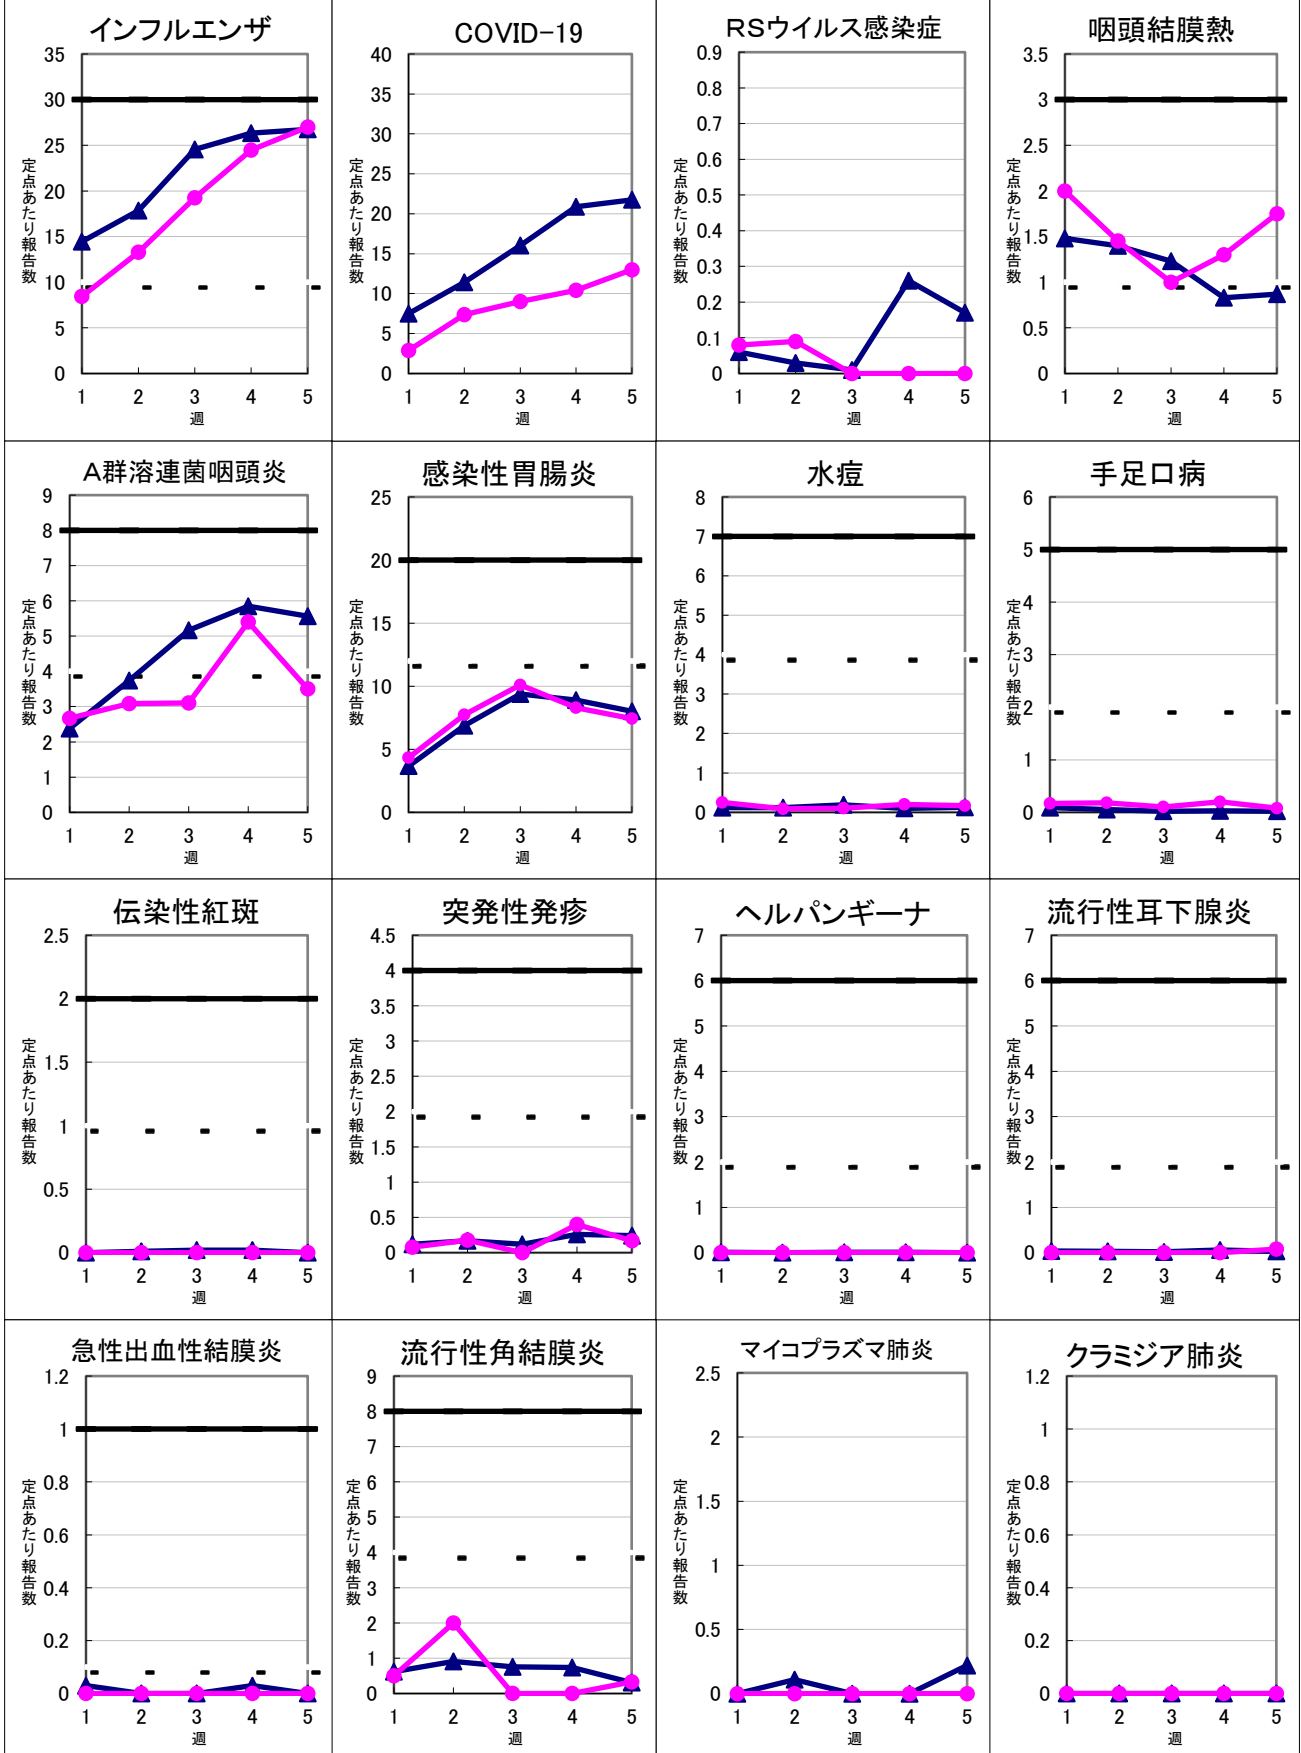 インフルエンザ
35
30
25
20
15
10
5
0
定点あたり報告数
1 2 3 4 5
週
COVID-19
40
35
30
25
20
15
10
5
0
定点あたり報告数
1 2 3 4 5
週
RSウイルス感染症
0.9
0.8
0.7
0.6
0.5
0.4
0.3
0.2
0.1
0
定点あたり報告数
1 2 3 4 5
週
咽頭結膜熱
3.5
3
2.5
2
1.5
1
0.5
0
定点あたり報告数
1 2 3 4 5
週
A群溶連菌咽頭炎
9
8
7
6
5
4
3
2
1
0
定点あたり報告数
1 2 3 4 5
週
感染性胃腸炎
25
20
15
10
5
0
定点あたり報告数
1 2 3 4 5
週
水痘
8
7
6
5
4
3
2
1
0
定点あたり報告数
1 2 3 4 5
週
手足口病
6
5
4
3
2
1
0
定点あたり報告数
1 2 3 4 5
週
伝染性紅斑
2.5
2
1.5
1
0.5
0
定点あたり報告数
1 2 3 4 5
週
突発性発疹
4.5
4
3.5
3
2.5
2
1.5
1
0.5
0
定点あたり報告数
1 2 3 4 5
週
ヘルパンギーナ
7
6
5
4
3
2
1
0
定点あたり報告数
1 2 3 4 5
週
流行性耳下腺炎
7
6
5
4
3
2
1
0
定点あたり報告数
1 2 3 4 5
週
急性出血性結膜炎
1.2
1
0.8
0.6
0.4
0.2
0
定点あたり報告数
1 2 3 4 5
週
流行性角結膜炎
9
8
7
6
5
4
3
2
1
0
定点あたり報告数
1 2 3 4 5
週
マイコプラズマ肺炎
2.5
2
1.5
1
0.5
0
定点あたり報告数
1 2 3 4 5
週
クラミジア肺炎
1.2
1
0.8
0.6
0.4
0.2
0
定点あたり報告数
1 2 3 4 5
週